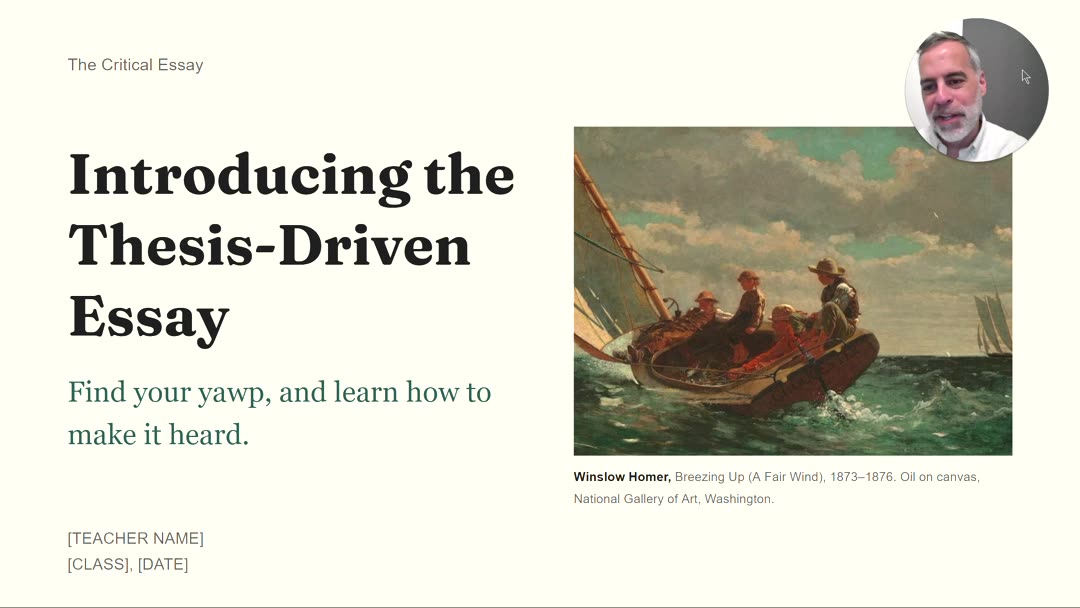 The Critical Essay
Introducing the
Thesis-Driven
Essay
Find your yawp, and learn how to
make it heard.
[TEACHER NAME]
[CLASS], [DATE]
Winslow Homer, Breezing Up (A Fair Wind), 1873–1876. Oil on canvas,
National Gallery of Art, Washington.